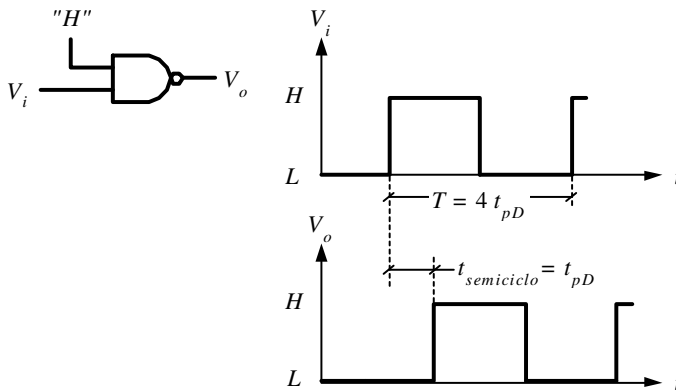 "H"
V_i
V_o
V_i
H
L
t
T = 4 t_pD
V_o
t_semiciclo = t_pD
H
L
t